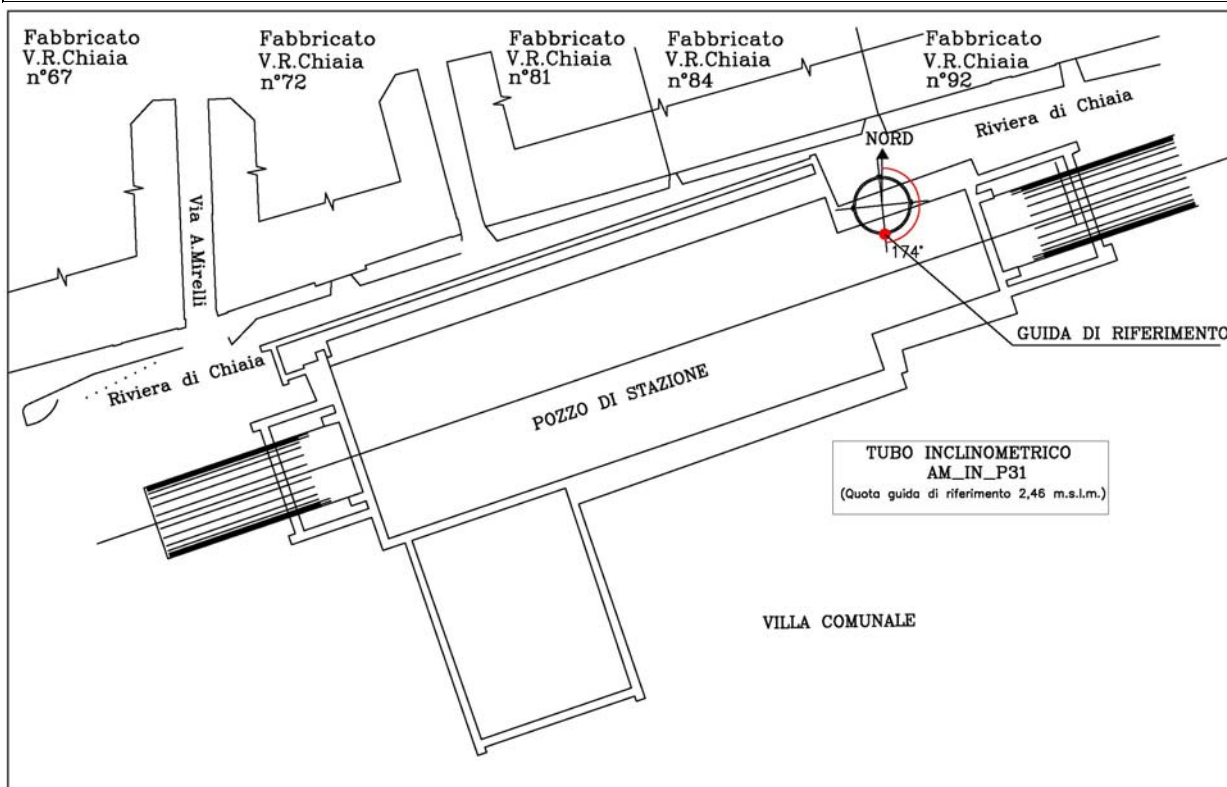 Fabbricato
V.R.Chiaia
n°67
Fabbricato
V.R.Chiaia
n°72
Fabbricato
V.R.Chiaia
n°81
Fabbricato
V.R.Chiaia
n°84
Fabbricato
V.R.Chiaia
n°92
Riviera di Chiaia
NORD
174°
Via A.Mirelli
GUIDA DI RIFERIMENTO
Riviera di Chiaia
POZZO DI STAZIONE
TUBO INCLINOMETRICO
AM_IN_P31
(Quota guida di riferimento 2,46 m.s.l.m.)
VILLA COMUNALE